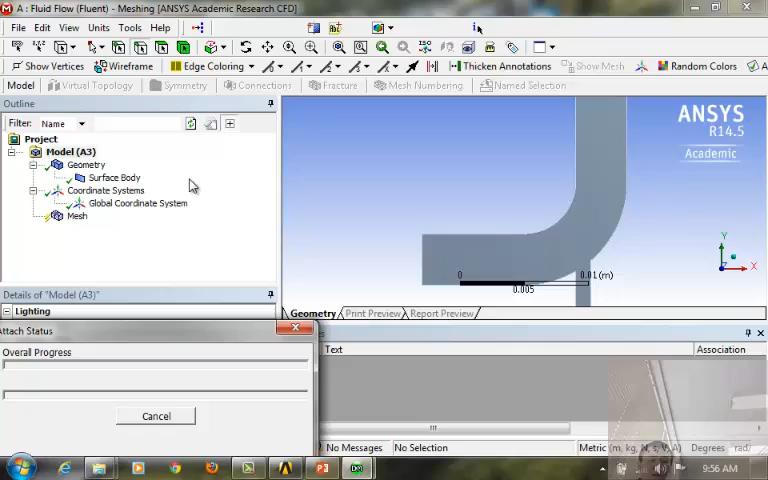 A : Fluid Flow (Fluent) - Meshing [ANSYS Academic Research CFD]
File Edit View Units Tools Help
Show Vertices Wireframe Edge Coloring Thicken Annotations Show Mesh Random Colors
Model Virtual Topology Symmetry Connections Fracture Mesh Numbering Named Selection
Outline
Filter: Name
Project
Model (A3)
Geometry
Surface Body
Coordinate Systems
Global Coordinate System
Mesh
ANSYS
R14.5
Academic
Y
X
0 0.01 (m)
0.005
Details of "Model (A3)"
Lighting
Geometry Print Preview Report Preview
Attach Status
Overall Progress
Cancel
Text Association
No Messages No Selection Metric (m, kg, N, s, V, A) Degrees rad/
9:56 AM